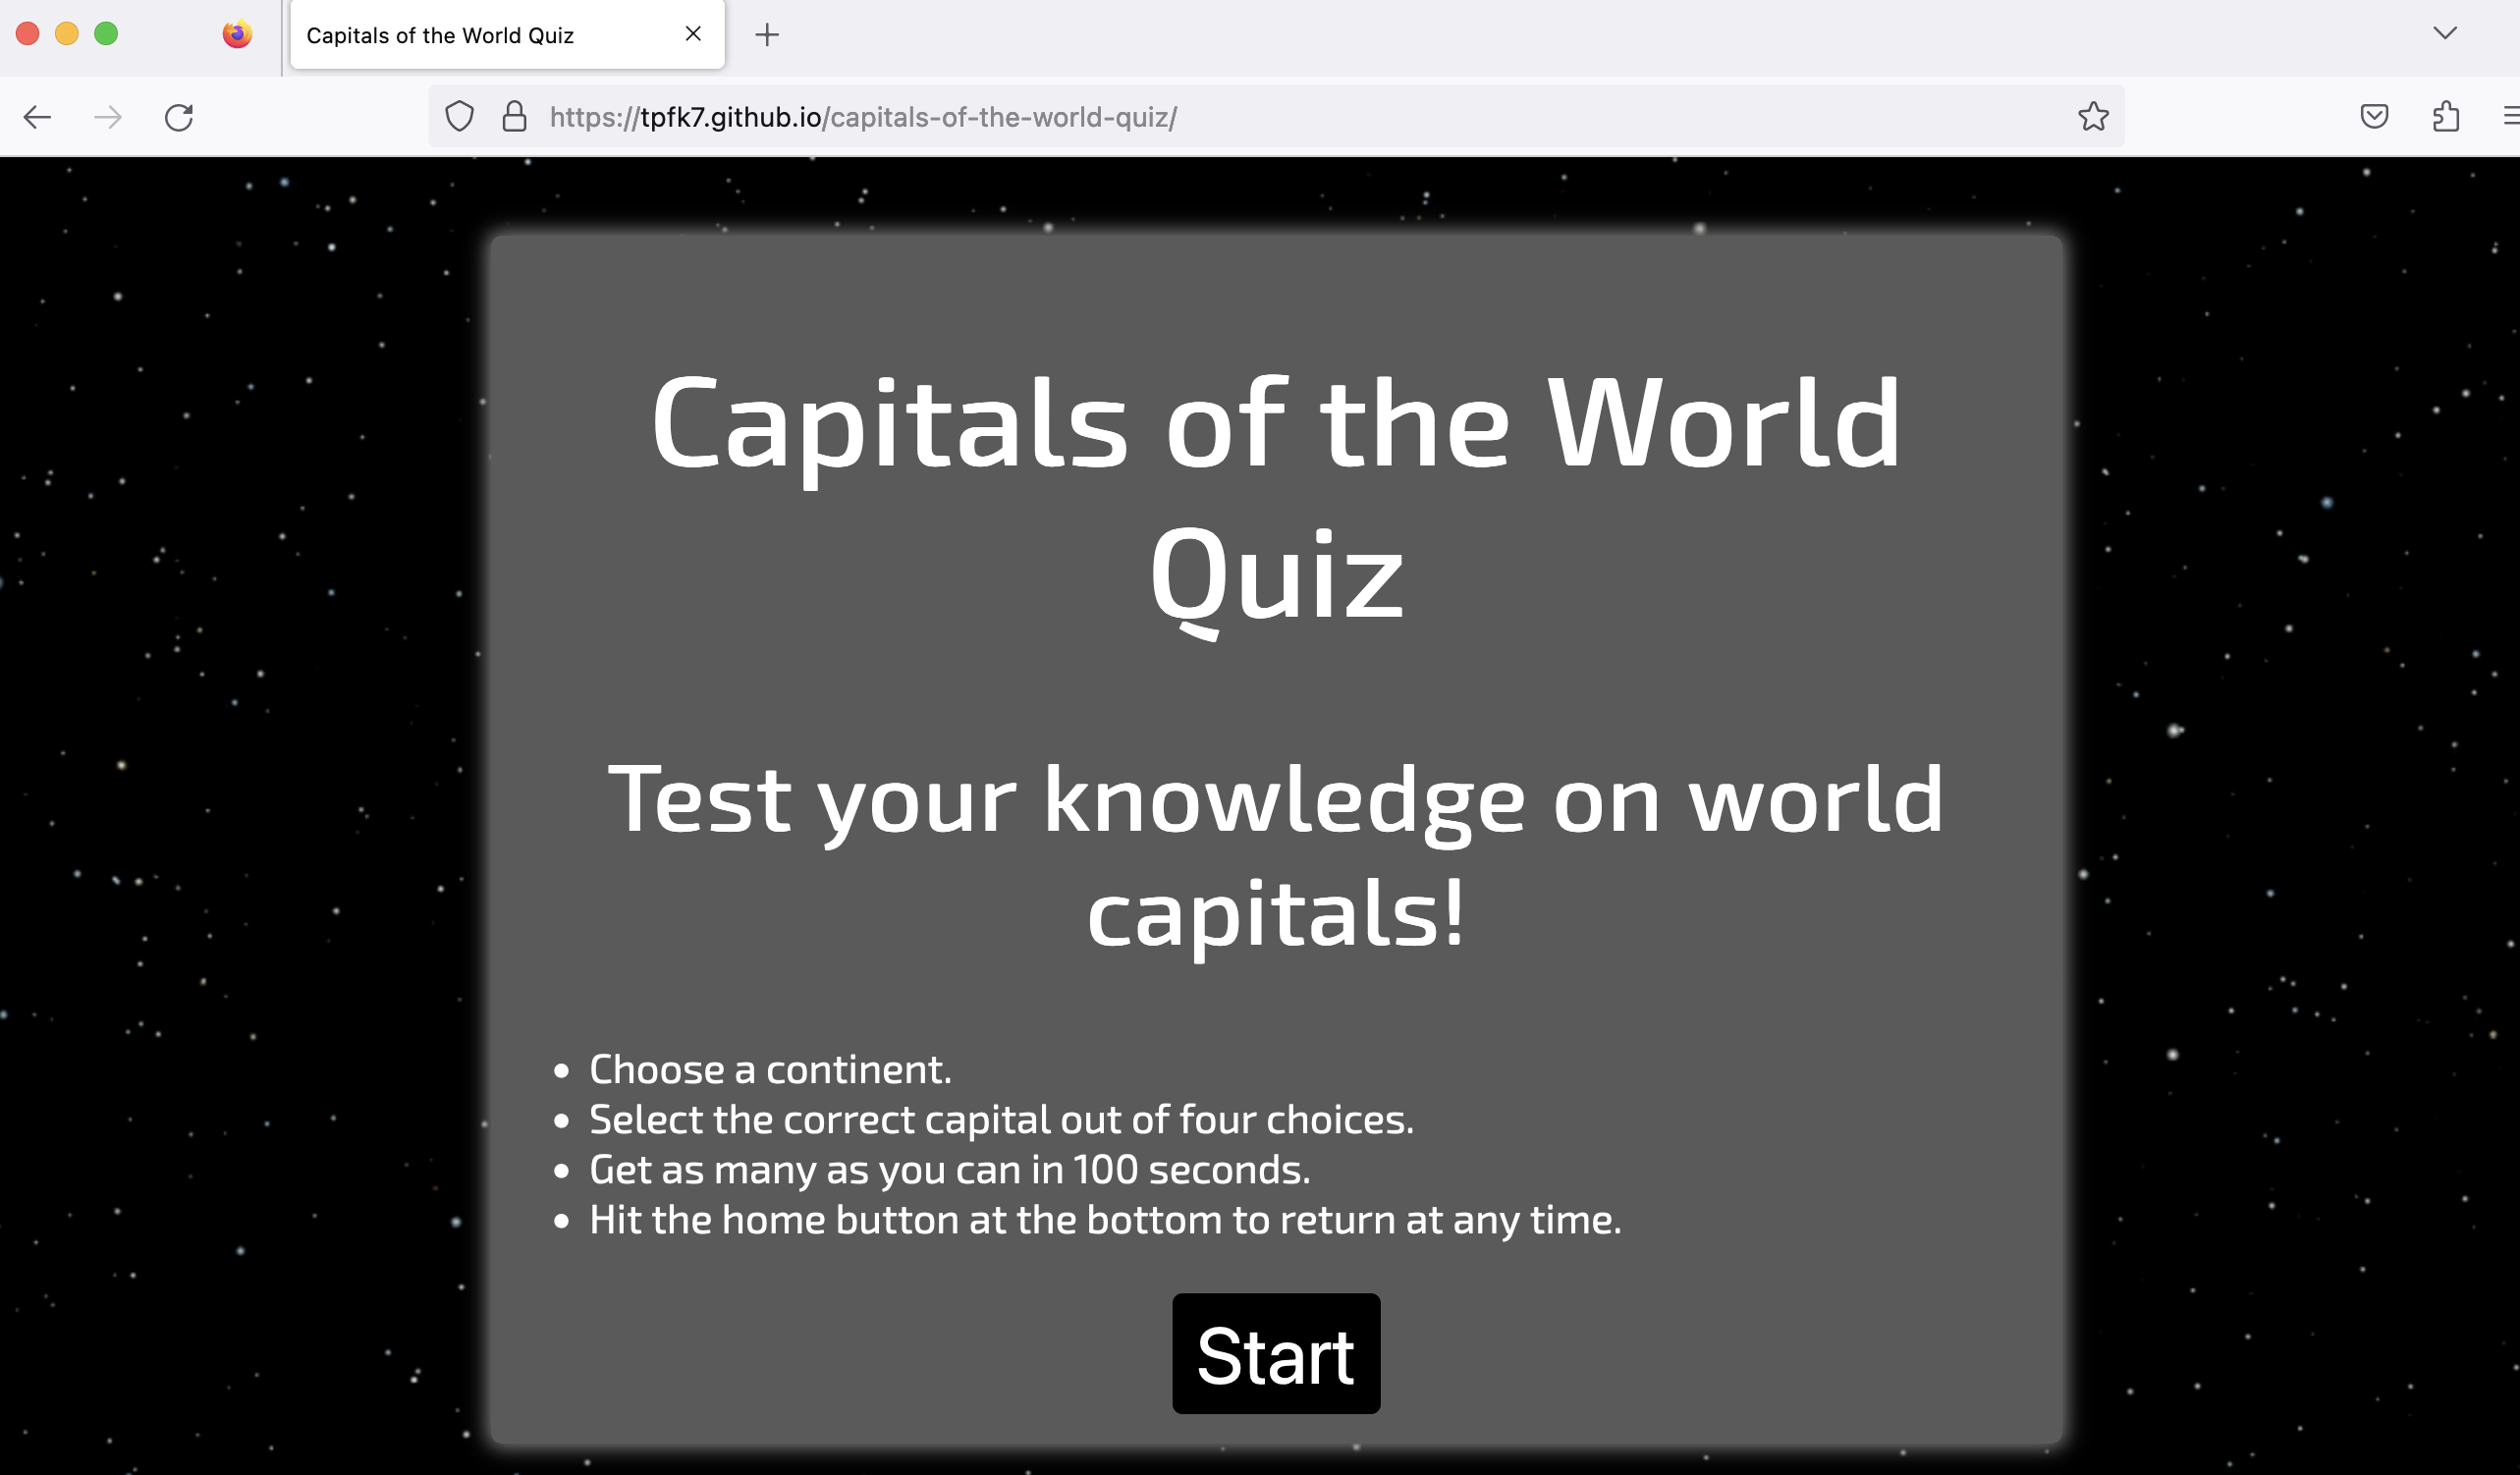 Capitals of the World Quiz
https://tpfk7.github.io/capitals-of-the-world-quiz/
Capitals of the World
Quiz
Test your knowledge on world
capitals!
• Choose a continent.
• Select the correct capital out of four choices.
• Get as many as you can in 100 seconds.
• Hit the home button at the bottom to return at any time.
Start